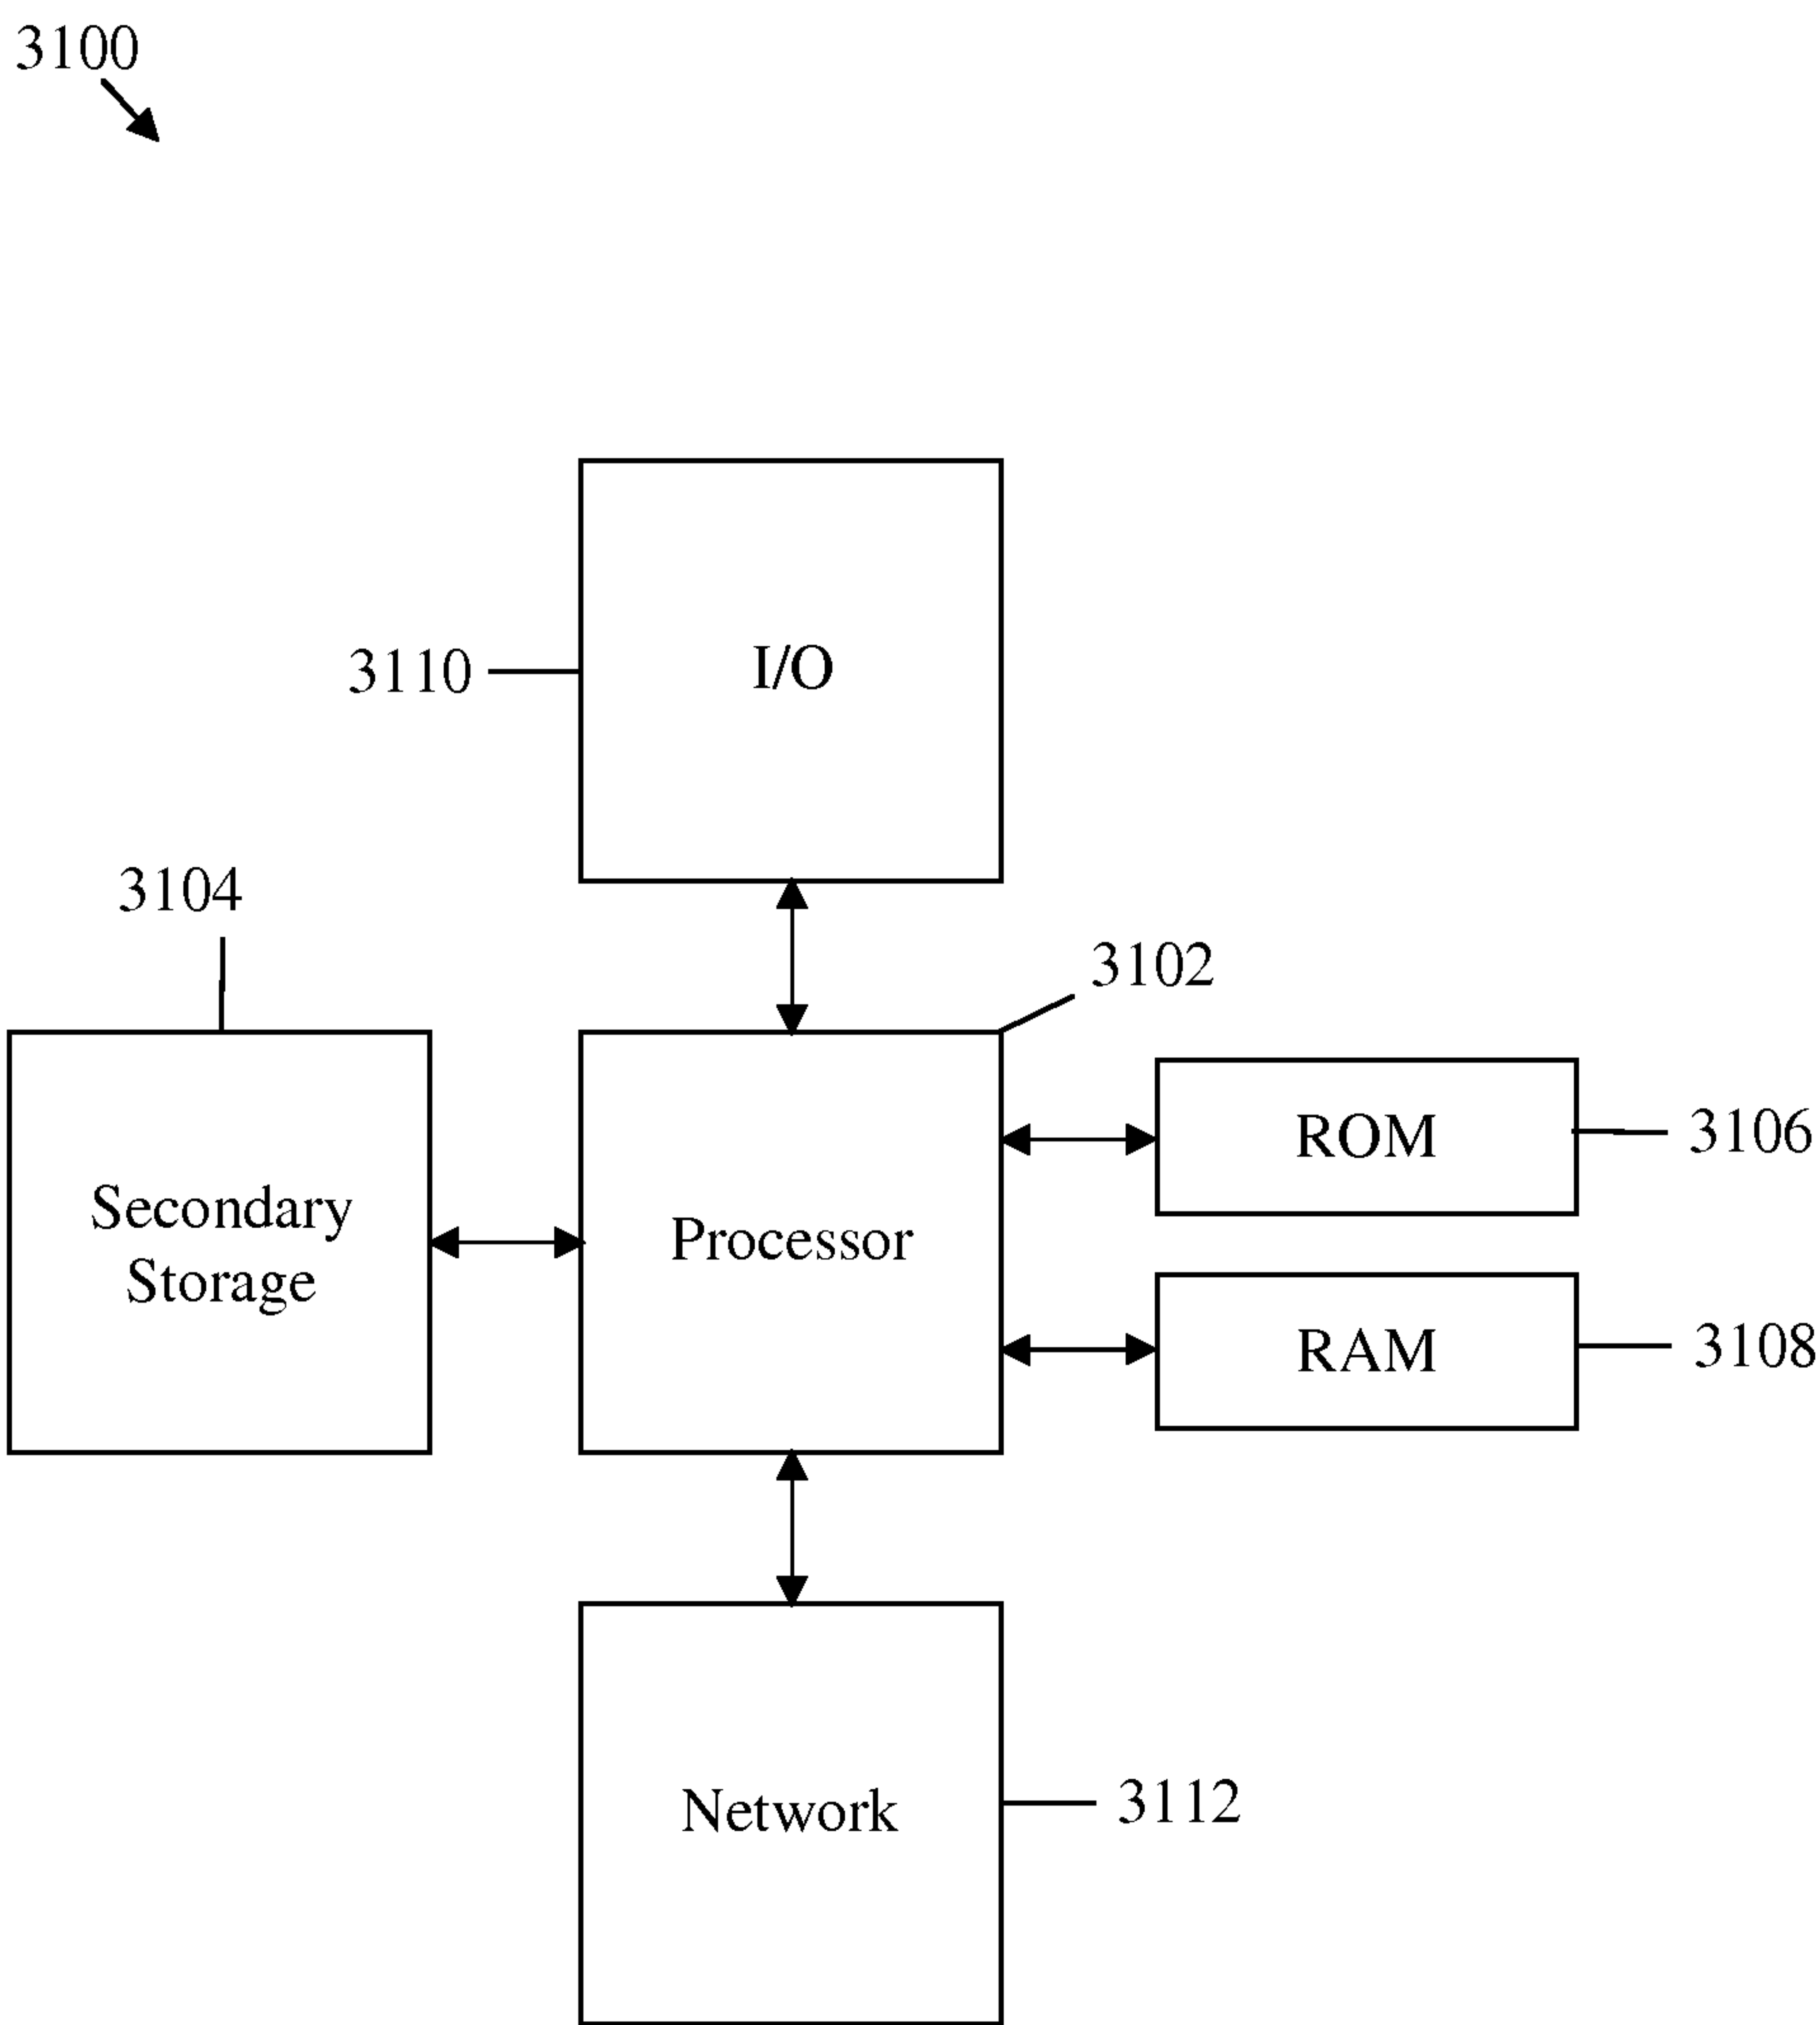 3100
I/O
3110
3104
3102
ROM
3106
Secondary
Storage
Processor
RAM
3108
Network
3112